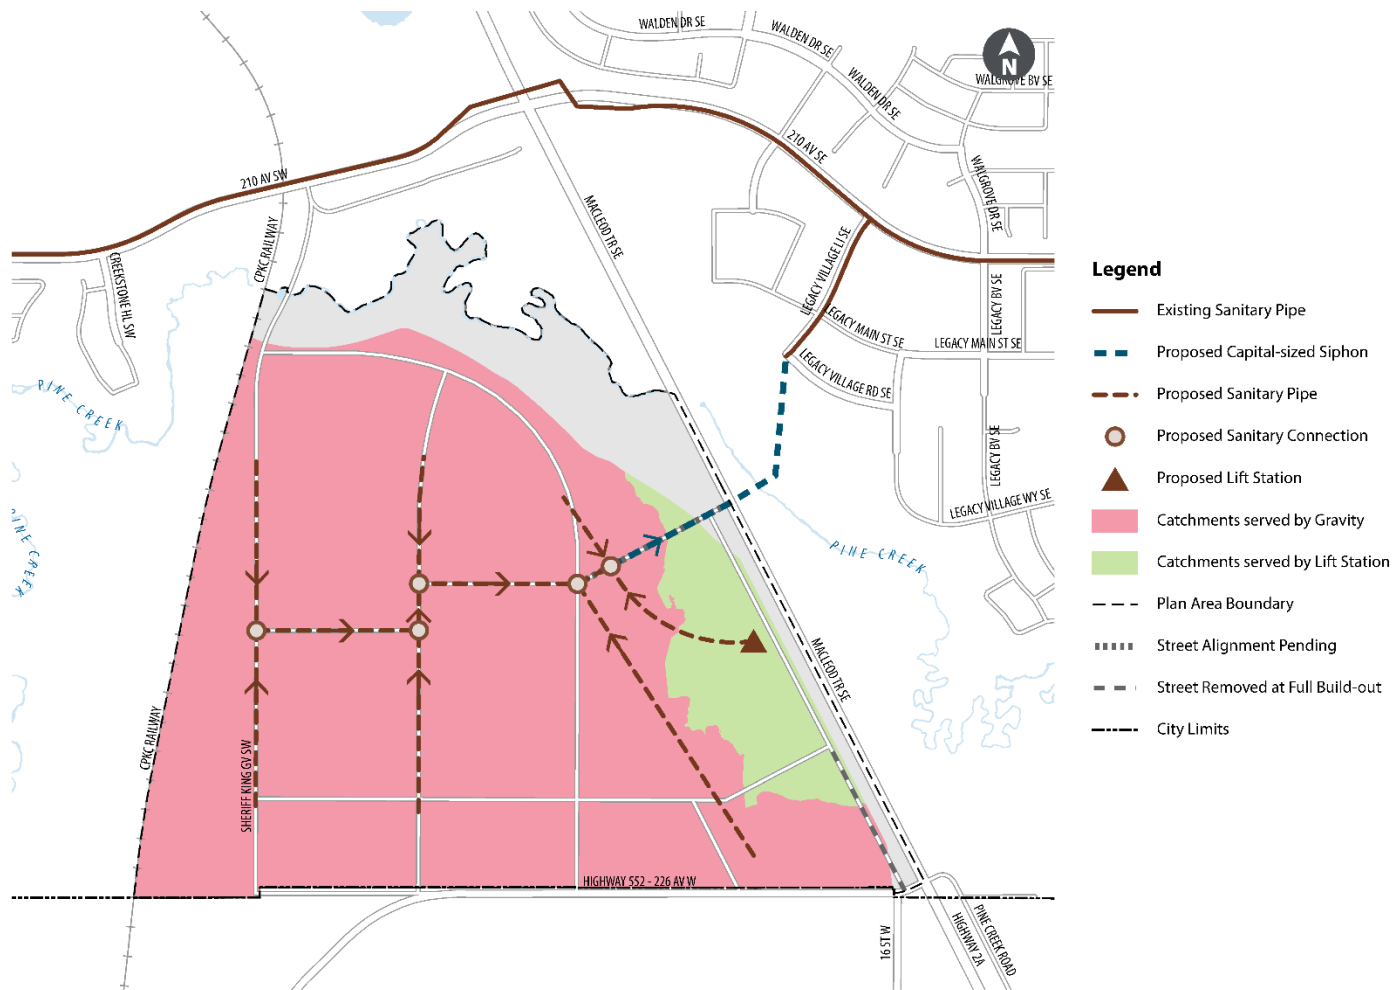 WALDEN DR SE
WALDEN DR SE
N
WALGROVE BV SE
WALDEN DR SE
210 AV SE
WALGROVE DR SE
210 AV SW
MACLEOD TR SE
CPKC RAILWAY
CREEKSTONE HL SW
LEGACY VILLAGE LI SE
LEGACY BV SE
LEGACY MAIN ST SE
LEGACY MAIN ST SE
LEGACY VILLAGE RD SE
PINE CREEK
LEGACY BV SE
LEGACY VILLAGE WY SE
PINE CREEK
PINE CREEK
MACLEOD TR SE
CPKC RAILWAY
SHERIFF KING GV SW
HIGHWAY 552 - 226 AV W
16 ST W
HIGHWAY 2A
PINE CREEK ROAD
Legend
Existing Sanitary Pipe
Proposed Capital-sized Siphon
Proposed Sanitary Pipe
Proposed Sanitary Connection
Proposed Lift Station
Catchments served by Gravity
Catchments served by Lift Station
Plan Area Boundary
Street Alignment Pending
Street Removed at Full Build-out
City Limits